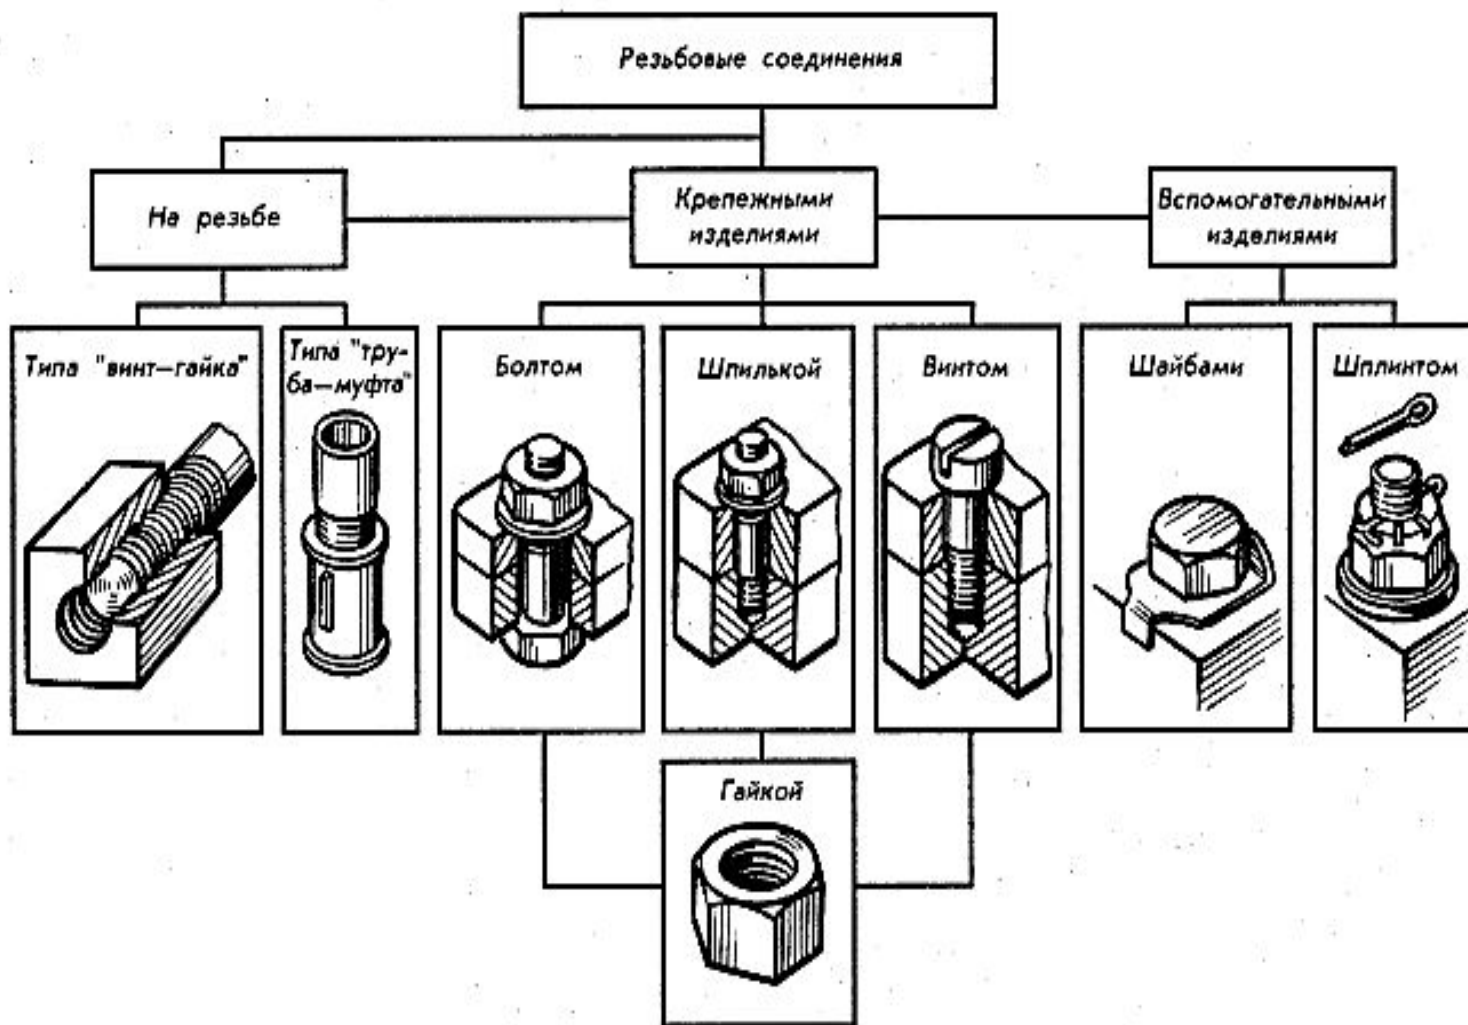 Резьбовые соединения
На резьбе
Крепежными
изделиями
Вспомогательными
изделиями
Типа "винт—гайка"
Типа "тру-
ба—муфта"
Болтом
Шпилькой
Винтом
Шайбами
Шплинтом
Гайкой